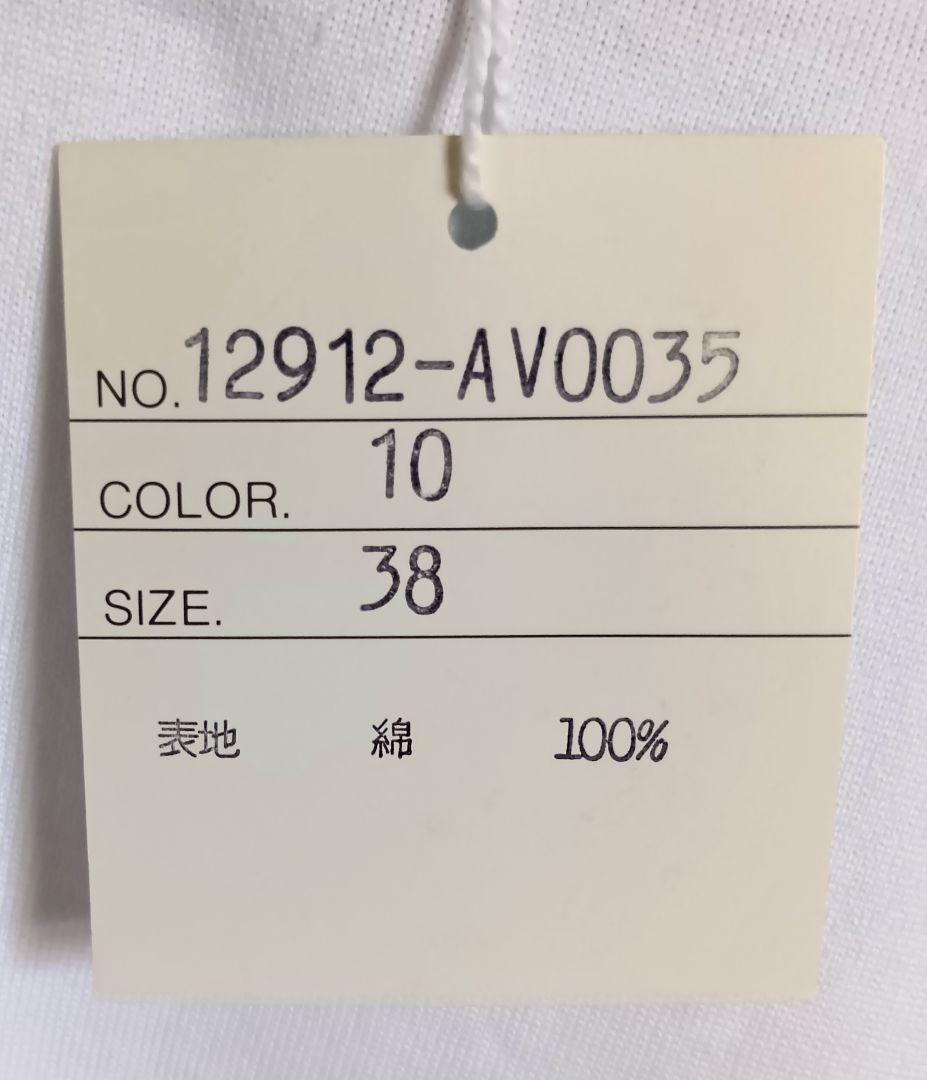 NO. 12912-AV0035
COLOR. 10
SIZE. 38
表地 綿 100%